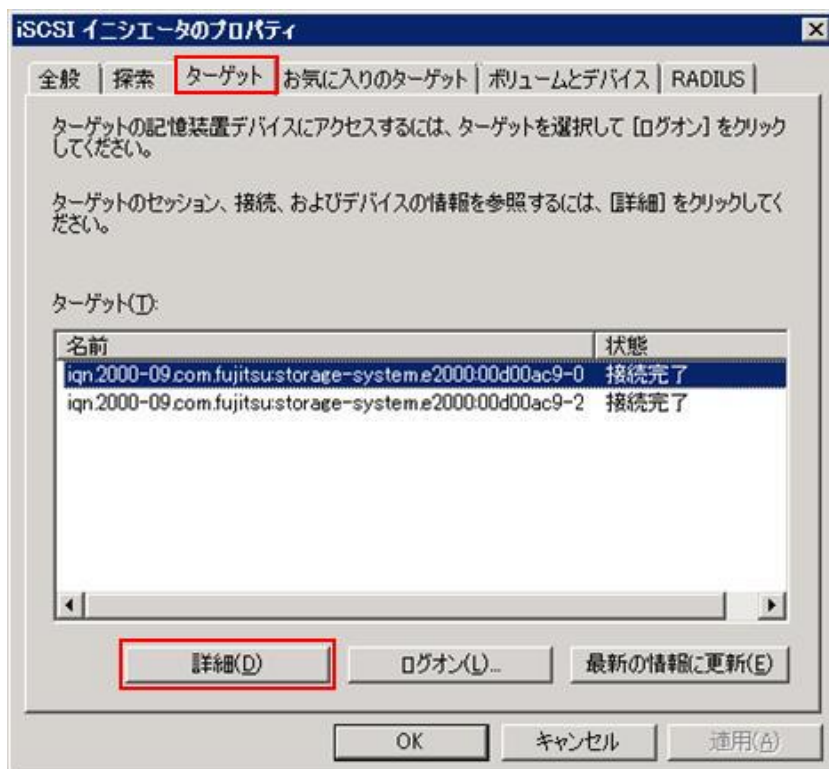 iSCSI イニシエータのプロパティ
全般 探索 ターゲット お気に入りのターゲット ボリュームとデバイス RADIUS
ターゲットの記憶装置デバイスにアクセスするには、ターゲットを選択して [ログオン] をクリック
してください。
ターゲットのセッション、接続、およびデバイスの情報を参照するには、[詳細] をクリックしてく
ださい。
ターゲット(T):
名前 状態
iqn.2000-09.com.fujitsu:storage-system.e2000:00d00ac9-0 接続完了
iqn.2000-09.com.fujitsu:storage-system.e2000:00d00ac9-2 接続完了
詳細(D) ログオン(L)... 最新の情報に更新(E)
OK キャンセル 適用(A)